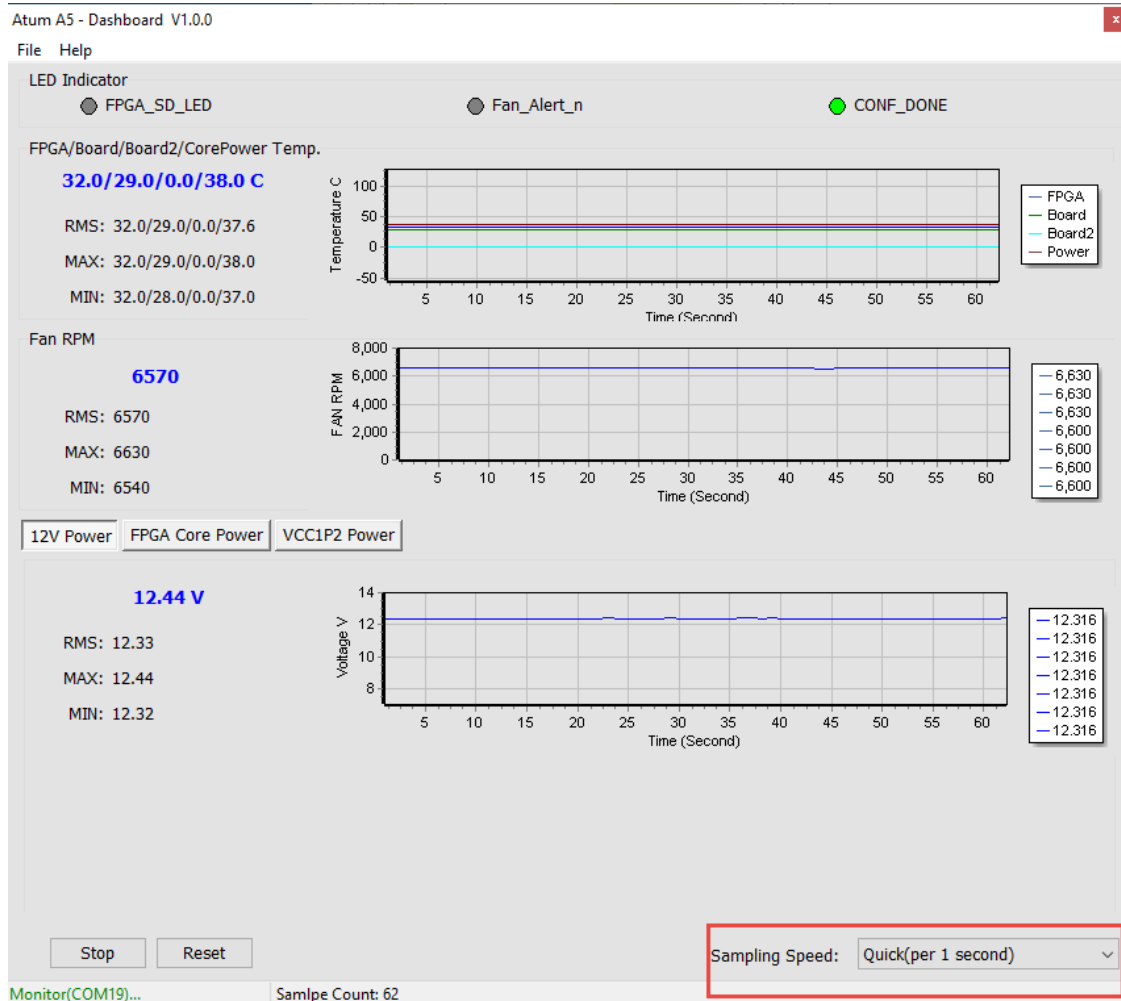 Atum A5 - Dashboard V1.0.0
x
File Help
LED Indicator
FPGA_SD_LED Fan_Alert_n CONF_DONE
FPGA/Board/Board2/CorePower Temp.
32.0/29.0/0.0/38.0 C
RMS: 32.0/29.0/0.0/37.6
MAX: 32.0/29.0/0.0/38.0
MIN: 32.0/28.0/0.0/37.0
Temperature C
100
50
0
-50
5 10 15 20 25 30 35 40 45 50 55 60
Time (Second)
FPGA
Board
Board2
Power
Fan RPM
6570
RMS: 6570
MAX: 6630
MIN: 6540
FAN RPM
8,000
6,000
4,000
2,000
0
5 10 15 20 25 30 35 40 45 50 55 60
Time (Second)
6,630
6,630
6,630
6,600
6,600
6,600
6,600
12V Power FPGA Core Power VCC1P2 Power
12.44 V
RMS: 12.33
MAX: 12.44
MIN: 12.32
Voltage V
14
12
10
8
5 10 15 20 25 30 35 40 45 50 55 60
Time (Second)
12.316
12.316
12.316
12.316
12.316
12.316
12.316
Stop Reset Sampling Speed: Quick(per 1 second)
Monitor(COM19)... Samlpe Count: 62